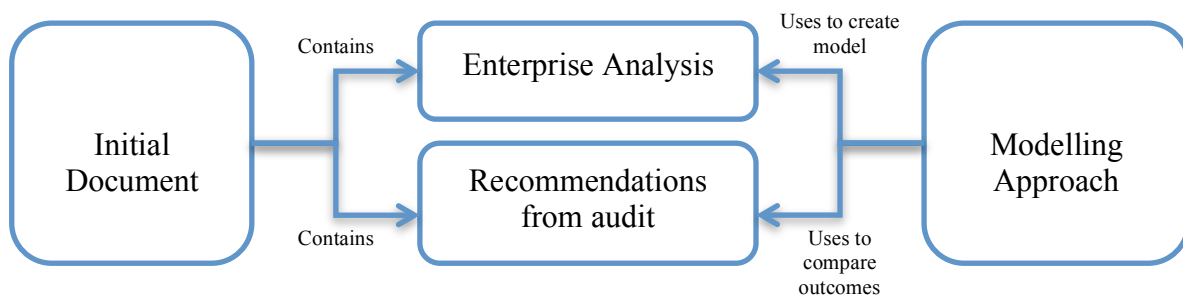 Initial
Document
Contains
Contains
Enterprise Analysis
Recommendations
from audit
Uses to create
model
Uses to
compare
outcomes
Modelling
Approach